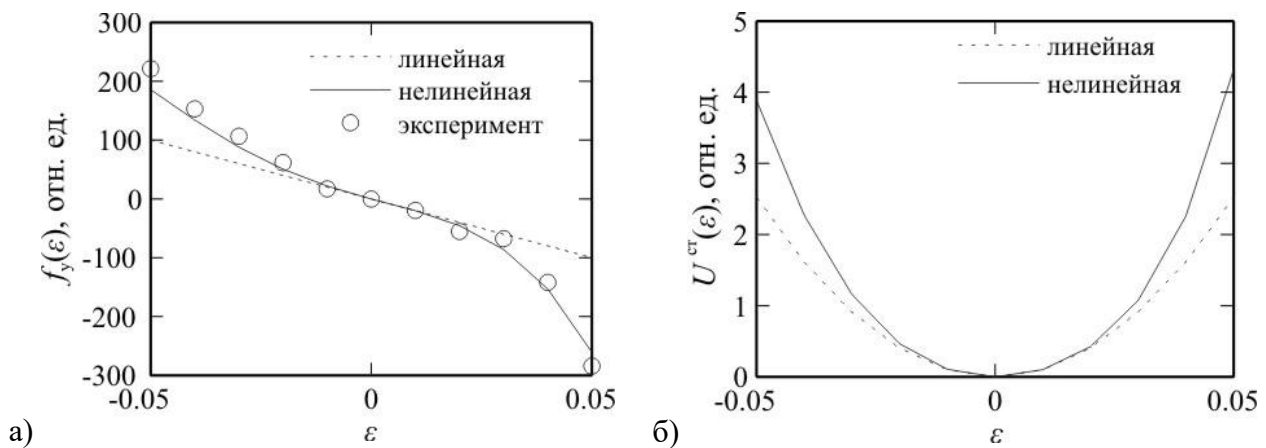 300
200
100
0
-100
-200
-300
-0.05
0
0.05
f_y(ε), отн. ед.
ε
линейная
нелинейная
эксперимент
а)
5
4
3
2
1
0
-0.05
0
0.05
U^ст(ε), отн. ед.
ε
линейная
нелинейная
б)